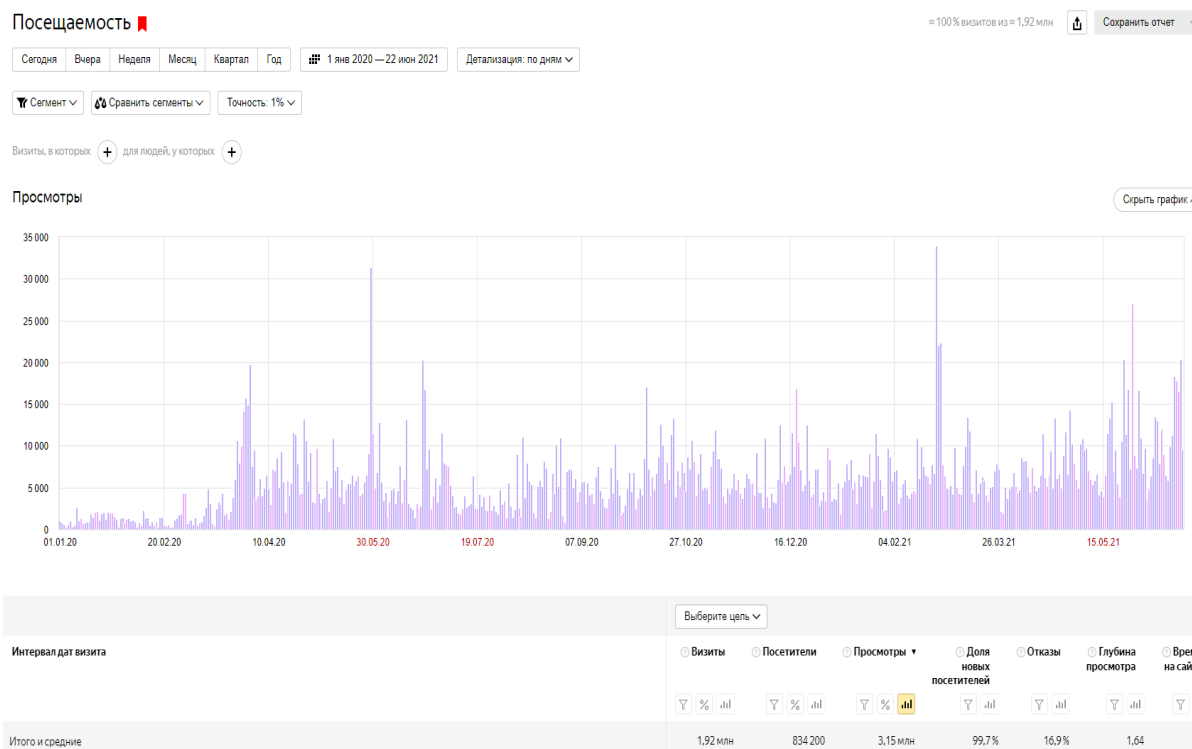 Посещаемость
≈ 100 % визитов из ≈ 1,92 млн
Сохранить отчет
Сегодня Вчера Неделя Месяц Квартал Год 1 янв 2020 — 22 июн 2021 Детализация: по дням
Сегмент Сравнить сегменты Точность: 1%
Визиты, в которых + для людей, у которых +
Просмотры
Скрыть график
35 000
30 000
25 000
20 000
15 000
10 000
5 000
0
01.01.20 20.02.20 10.04.20 30.05.20 19.07.20 07.09.20 27.10.20 16.12.20 04.02.21 26.03.21 15.05.21
Выберите цель
Интервал дат визита Визиты Посетители Просмотры ▼ Доля новых посетителей Отказы Глубина просмотра на
% % %
Итого и средние 1,92 млн 834 200 3,15 млн 99,7 % 16,9 % 1,64